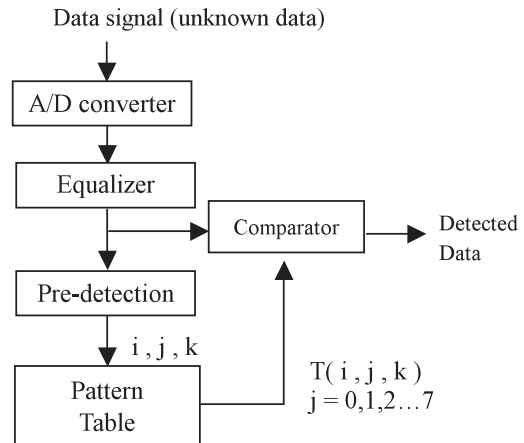 Data signal (unknown data)
A/D converter
Equalizer
Comparator
Detected
Data
Pre-detection
i , j , k
Pattern
Table
T( i , j , k )
j = 0,1,2…7